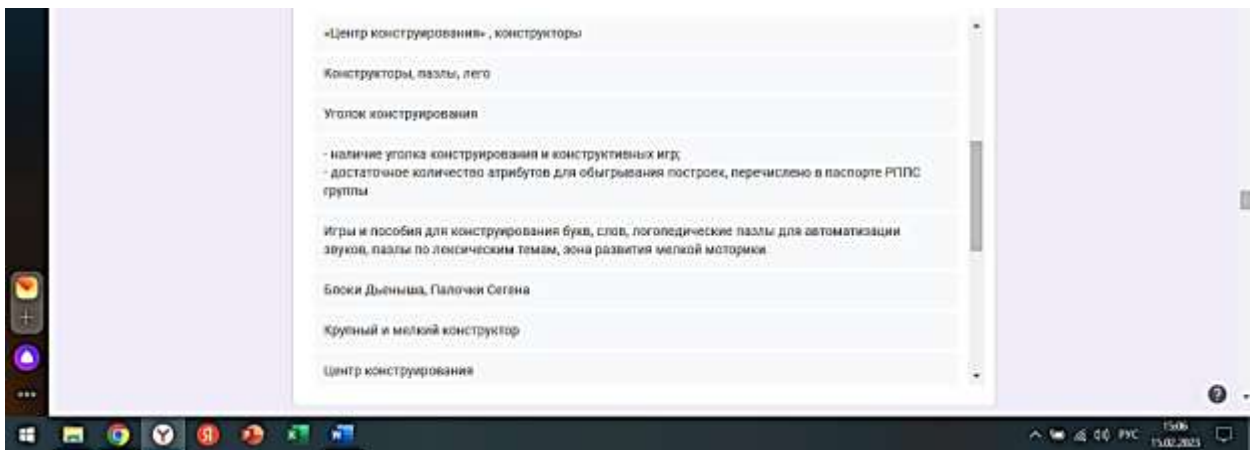 «Центр конструирования» , конструкторы
Конструкторы, пазлы, лего
Уголок конструирования
- наличие уголка конструирования и конструктивных игр;
- достаточное количество атрибутов для обыгрывания построек, перечислено в паспорте РППС
группы
Игры и пособия для конструирования букв, слов, логопедические пазлы для автоматизации
звуков, пазлы по лексическим темам, зона развития мелкой моторики.
Блоки Дьеныша, Палочки Сегена
Крупный и мелкий конструктор
Центр конструирования
РУС
15:06
15.02.2023